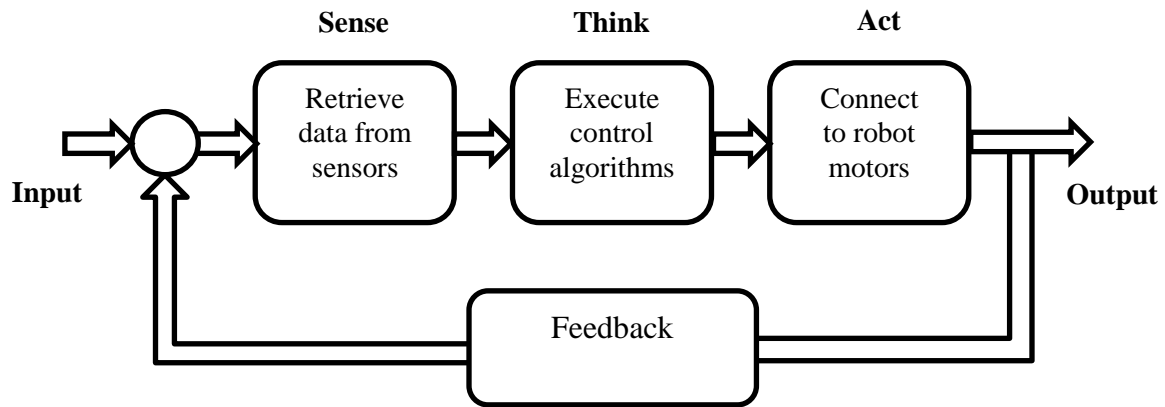 Sense
Think
Act
Retrieve
data from
sensors
Execute
control
algorithms
Connect
to robot
motors
Input
Output
Feedback